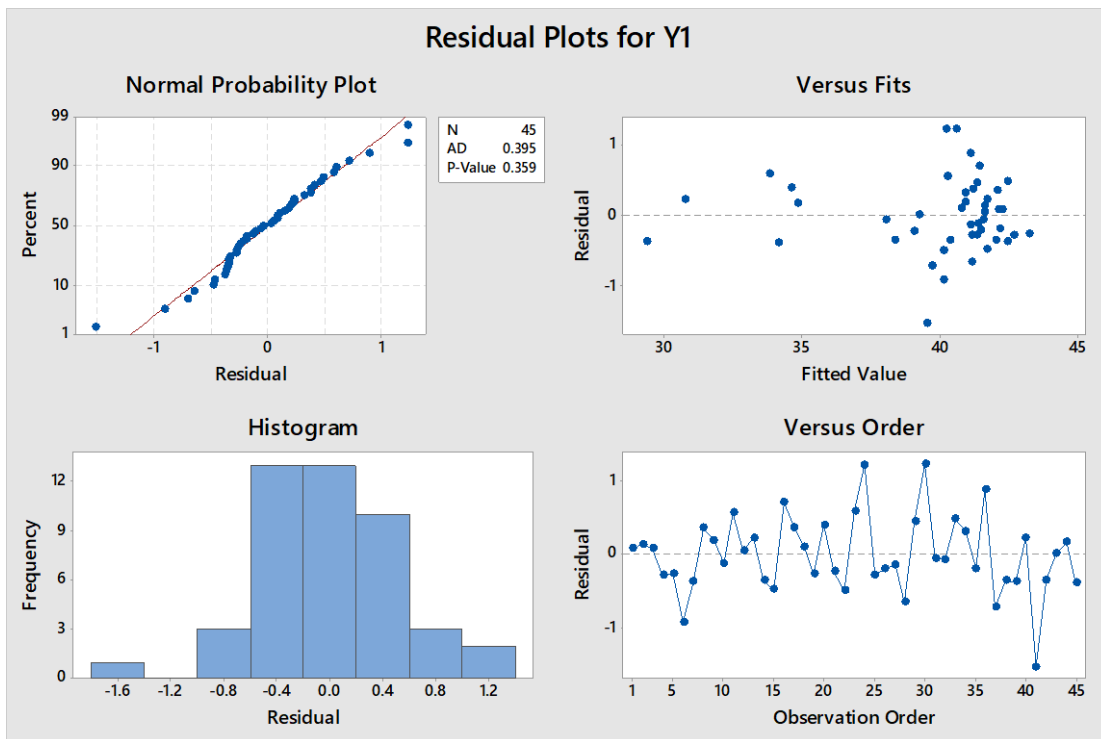 Residual Plots for Y1
Normal Probability Plot
99
90
50
10
1
Percent
-1 0 1
Residual
N 45
AD 0.395
P-Value 0.359
Versus Fits
1
0
-1
Residual
30 35 40 45
Fitted Value
Histogram
12
9
6
3
0
Frequency
-1.6 -1.2 -0.8 -0.4 0.0 0.4 0.8 1.2
Residual
Versus Order
1
0
-1
Residual
1 5 10 15 20 25 30 35 40 45
Observation Order